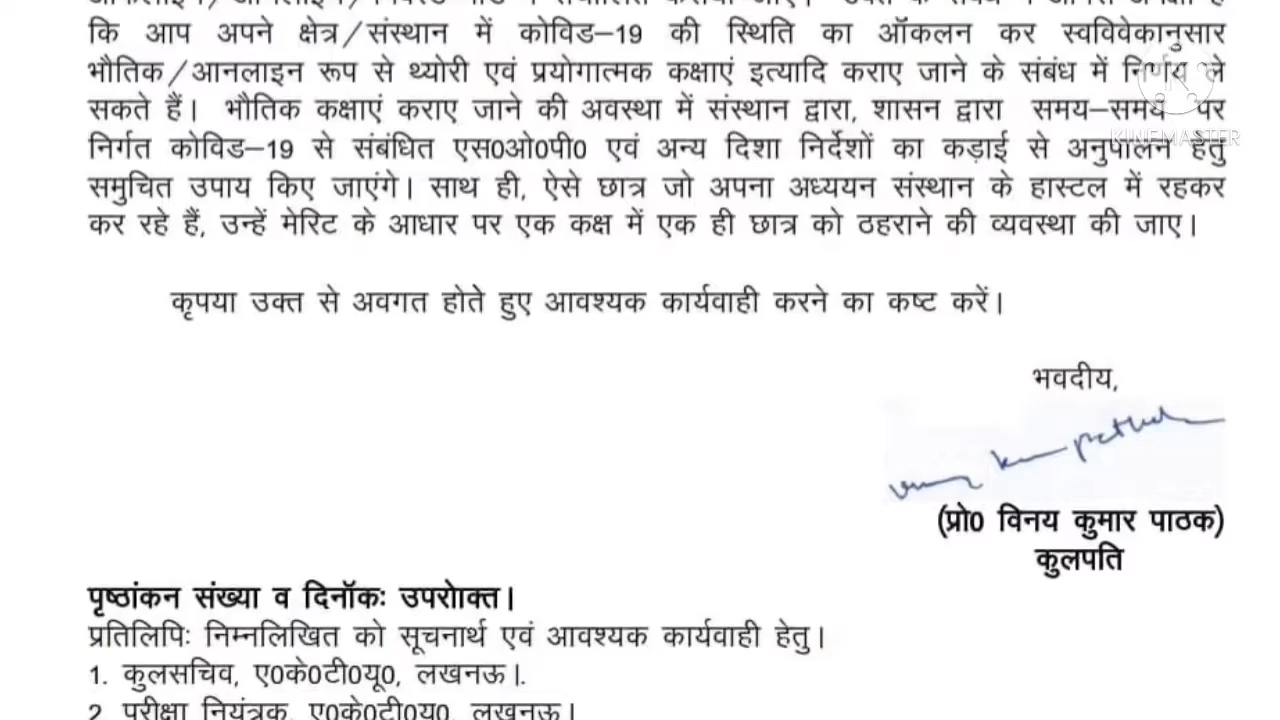 कि आप अपने क्षेत्र/संस्थान में कोविड–19 की स्थिति का ऑकलन कर स्वविवेकानुसार
भौतिक/आनलाइन रूप से थ्योरी एवं प्रयोगात्मक कक्षाएं इत्यादि कराए जाने के संबंध में निर्णय ले
सकते हैं। भौतिक कक्षाएं कराए जाने की अवस्था में संस्थान द्वारा, शासन द्वारा समय–समय पर
निर्गत कोविड–19 से संबंधित एस0ओ0पी0 एवं अन्य दिशा निर्देशों का कड़ाई से अनुपालन हेतु
KINEMASTER
समुचित उपाय किए जाएंगे। साथ ही, ऐसे छात्र जो अपना अध्ययन संस्थान के हास्टल में रहकर
कर रहे हैं, उन्हें मेरिट के आधार पर एक कक्ष में एक ही छात्र को ठहराने की व्यवस्था की जाए।
कृपया उक्त से अवगत होते हुए आवश्यक कार्यवाही करने का कष्ट करें।
भवदीय,
(प्रो0 विनय कुमार पाठक)
कुलपति
पृष्ठांकन संख्या व दिनॉकः उपरोाक्त।
प्रतिलिपिः निम्नलिखित को सूचनार्थ एवं आवश्यक कार्यवाही हेतु।
1. कुलसचिव, ए0के0टी0यू0, लखनऊ।.
2. परीक्षा नियंत्रक, ए0के0टी0यू0, लखनऊ।